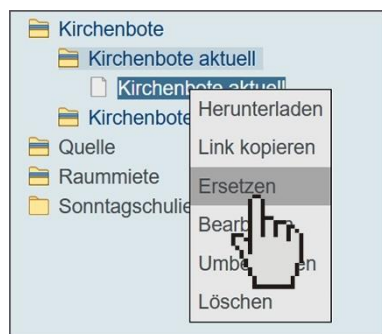 Kirchenbote
Kirchenbote aktuell
Kirchenbote aktuell
Kirchenbote
Quelle
Raummiete
Herunterladen
Link kopieren
Ersetzen
Löschen